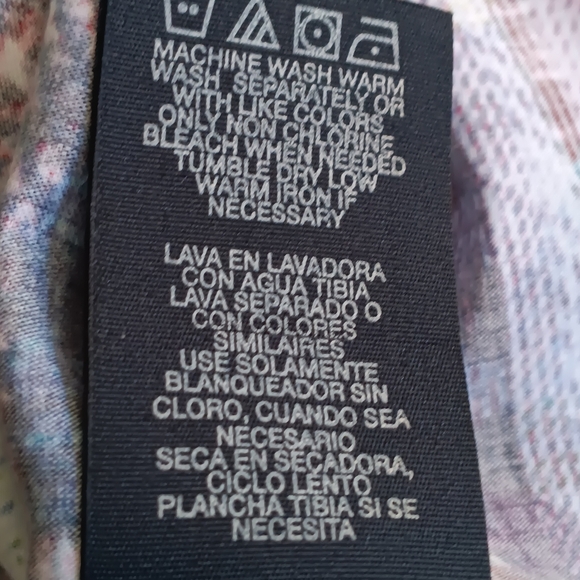 MACHINE WASH WARM
WASH SEPARATELY OR
WITH LIKE COLORS
ONLY NON CHLORINE
BLEACH WHEN NEEDED
TUMBLE DRY LOW
WARM IRON IF
NECESSARY
LAVA EN LAVADORA
CON AGUA TIBIA
LAVA SEPARADO O
CON COLORES
SIMILAIRES
USE SOLAMENTE
BLANQUEADOR SIN
CLORO, CUANDO SEA
NECESARIO
SECA EN SECADORA,
CICLO LENTO
PLANCHA TIBIA SI SE
NECESITA